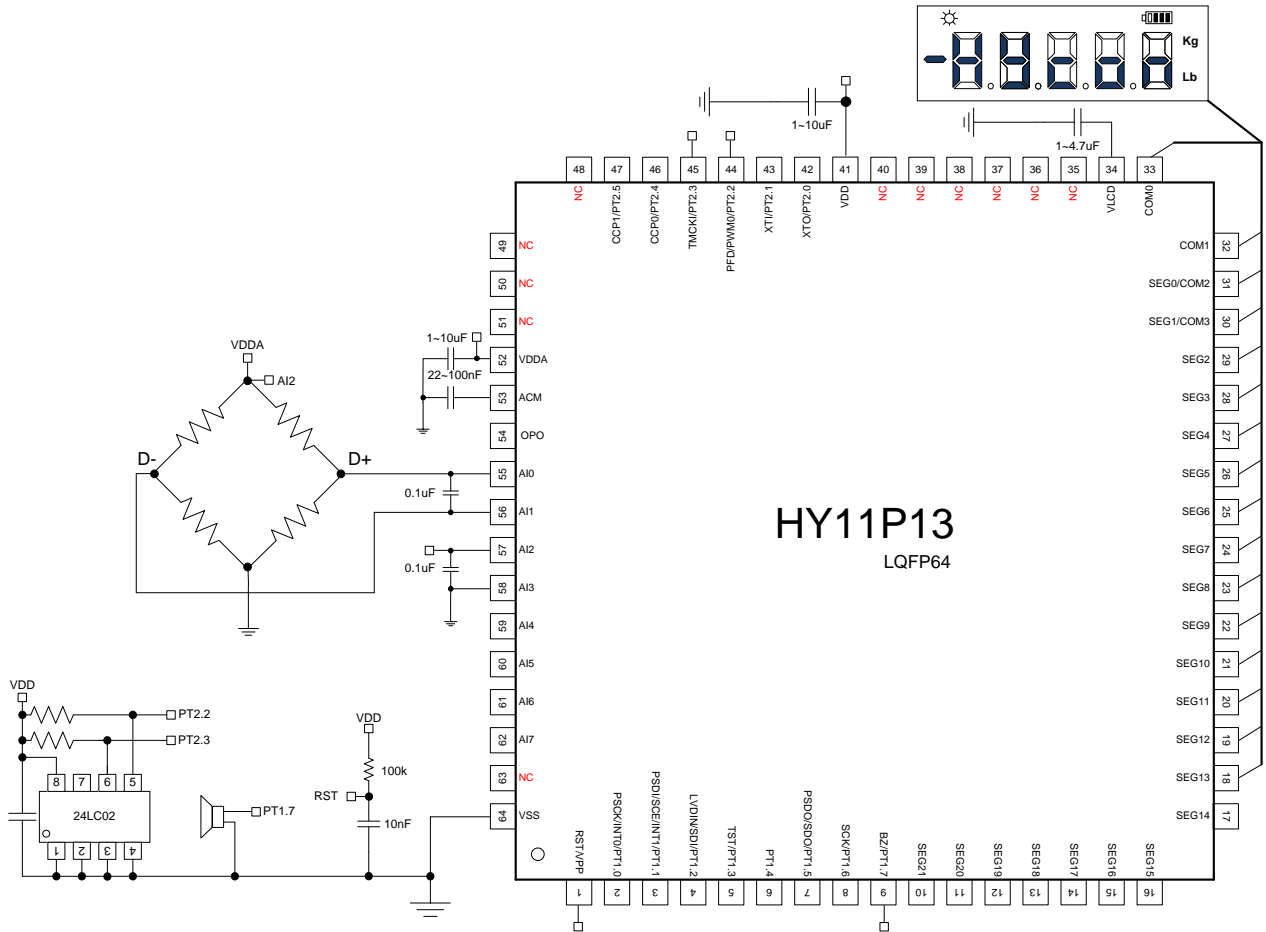 Kg
Lb
1~10uF
1~4.7uF
48
47
46
45
44
43
42
41
40
39
38
37
36
35
34
33
NC
CCP1/PT2.5
CCP0/PT2.4
TMCKI/PT2.3
PFD/PWM0/PT2.2
XTI/PT2.1
XTO/PT2.0
VDD
NC
NC
NC
NC
NC
NC
VLCD
COM0
49 NC
50 NC
51 NC
52 VDDA
53 ACM
54 OPO
55 AI0
56 AI1
57 AI2
58 AI3
59 AI4
60 AI5
61 AI6
62 AI7
63 NC
64 VSS
COM1 32
SEG0/COM2 31
SEG1/COM3 30
SEG2 29
SEG3 28
SEG4 27
SEG5 26
SEG6 25
SEG7 24
SEG8 23
SEG9 22
SEG10 21
SEG11 20
SEG12 19
SEG13 18
SEG14 17
HY11P13
LQFP64
1~10uF
22~100nF
VDDA
AI2
D-
D+
0.1uF
0.1uF
VDD
PT2.2
PT2.3
8
7
6
5
24LC02
1
2
3
4
PT1.7
VDD
100k
RST
10nF
RST/VPP
PSCK/INT0/PT1.0
PSDI/SCE/INT1/PT1.1
LVDIN/SDI/PT1.2
TST/PT1.3
PT1.4
PSDO/SDO/PT1.5
SCK/PT1.6
BZ/PT1.7
SEG21
SEG20
SEG19
SEG18
SEG17
SEG16
SEG15
1
2
3
4
5
6
7
8
9
10
11
12
13
14
15
16